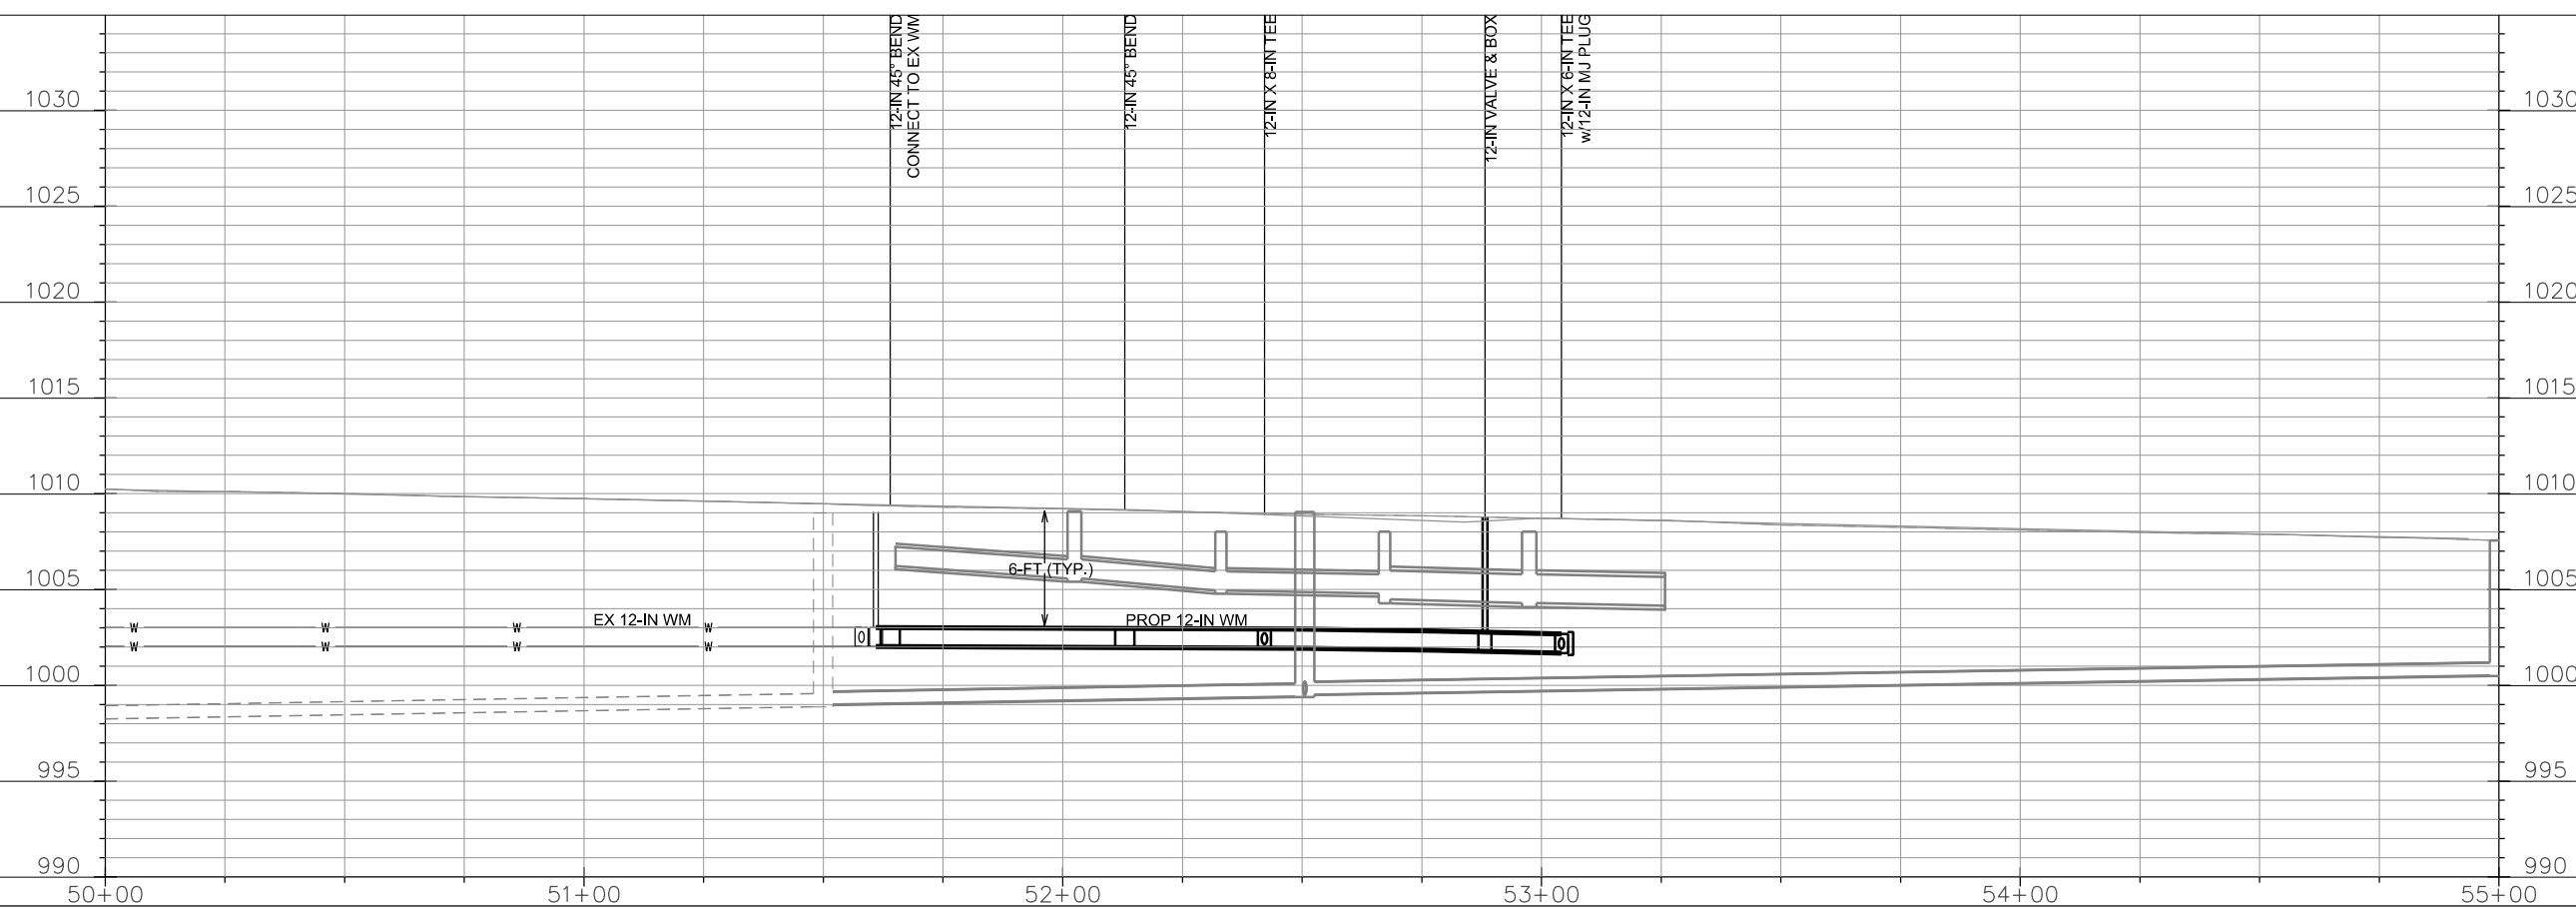 12-IN 45° BEND
CONNECT TO EX WM
12-IN 45° BEND
12-IN X 8-IN TEE
12-IN VALVE & BOX
12-IN X 6-IN TEE
w/12-IN MJ PLUG
1030
1030
1025
1025
1020
1020
1015
1015
1010
1010
1005
6-FT (TYP.)
1005
EX 12-IN WM
PROP 12-IN WM
W
W
W
W
W
W
W
W
1000
1000
995
995
990
990
50+00
51+00
52+00
53+00
54+00
55+00